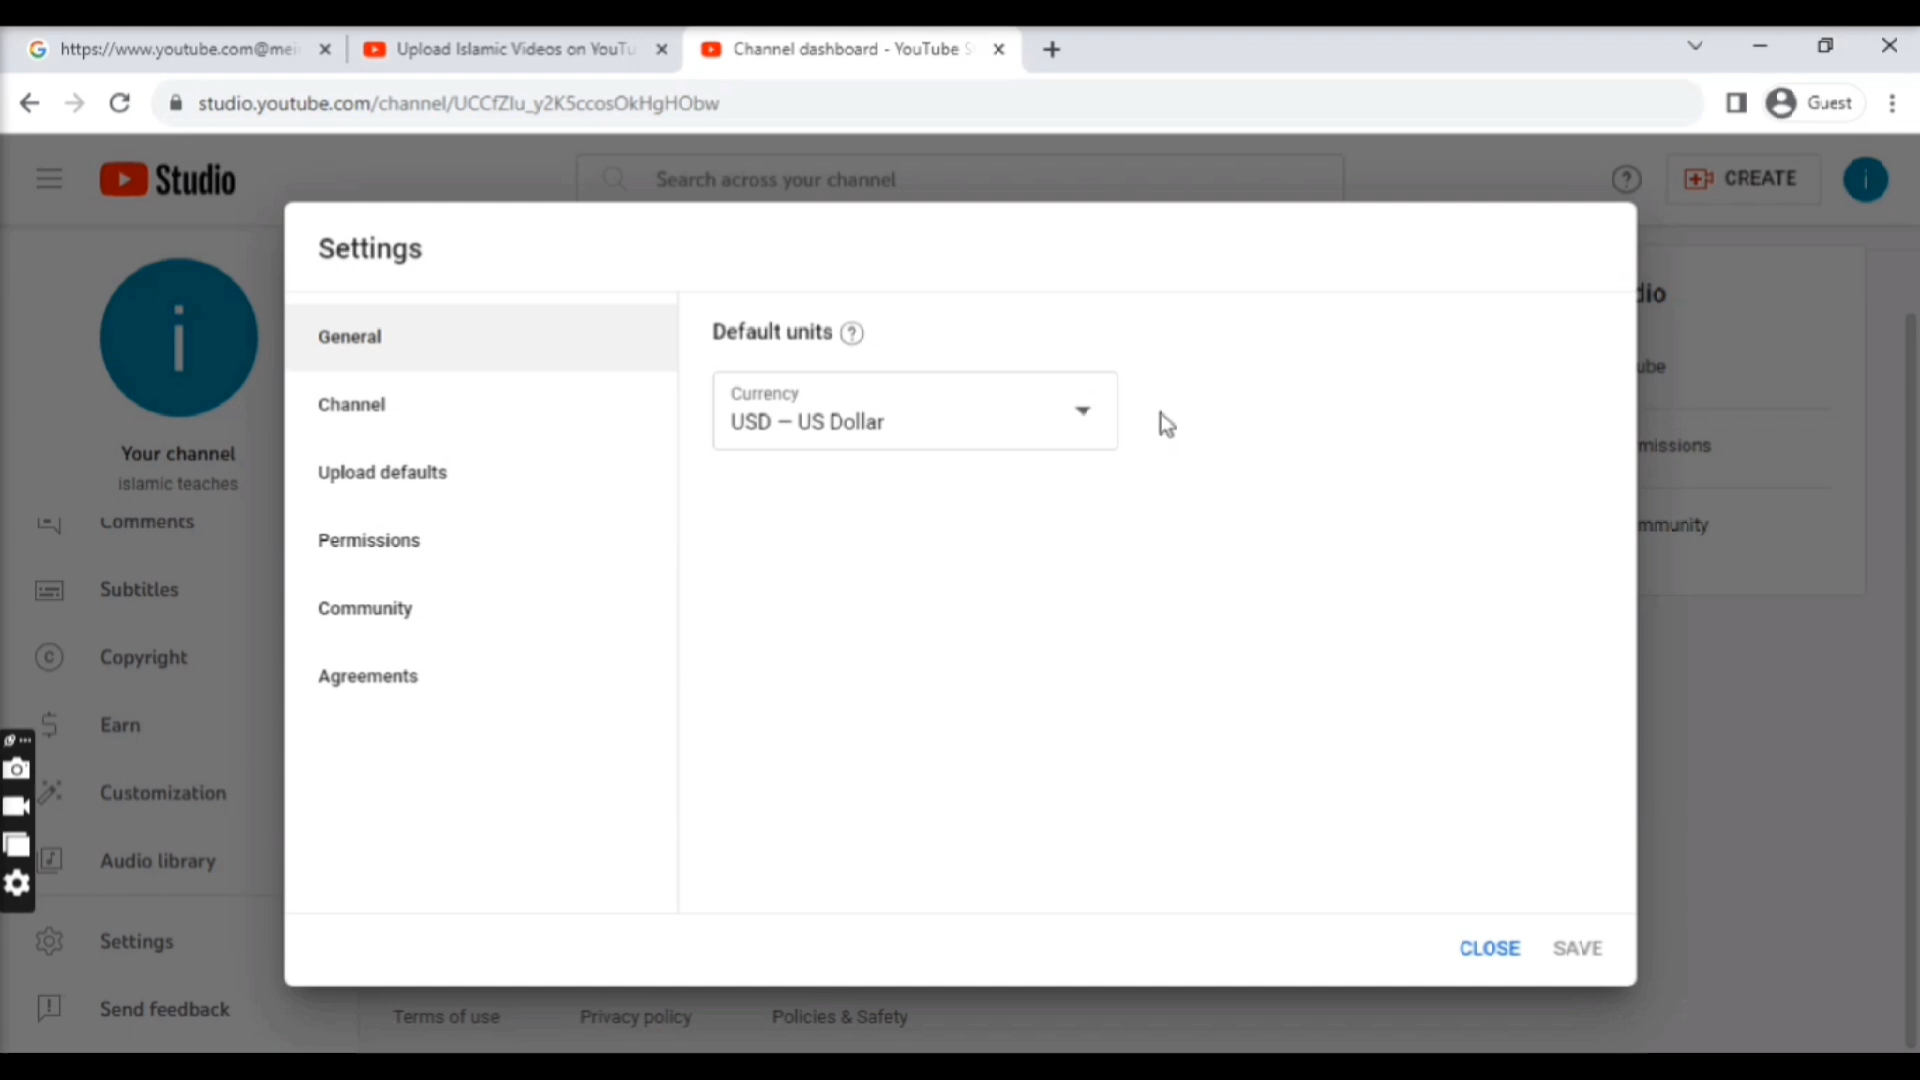 https://www.youtube.com@mei
Upload Islamic Videos on YouTu
Channel dashboard - YouTube S
studio.youtube.com/channel/UCCfZIu_y2K5ccosOkHgHObw
Guest
Studio
Search across your channel
CREATE
i
i
Your channel
islamic teaches
Comments
Subtitles
Copyright
Earn
Customization
Audio library
Settings
Send feedback
Settings
General
Channel
Upload defaults
Permissions
Community
Agreements
Default units
Currency
USD – US Dollar
CLOSE
SAVE
dio
ube
missions
mmunity
Terms of use
Privacy policy
Policies & Safety